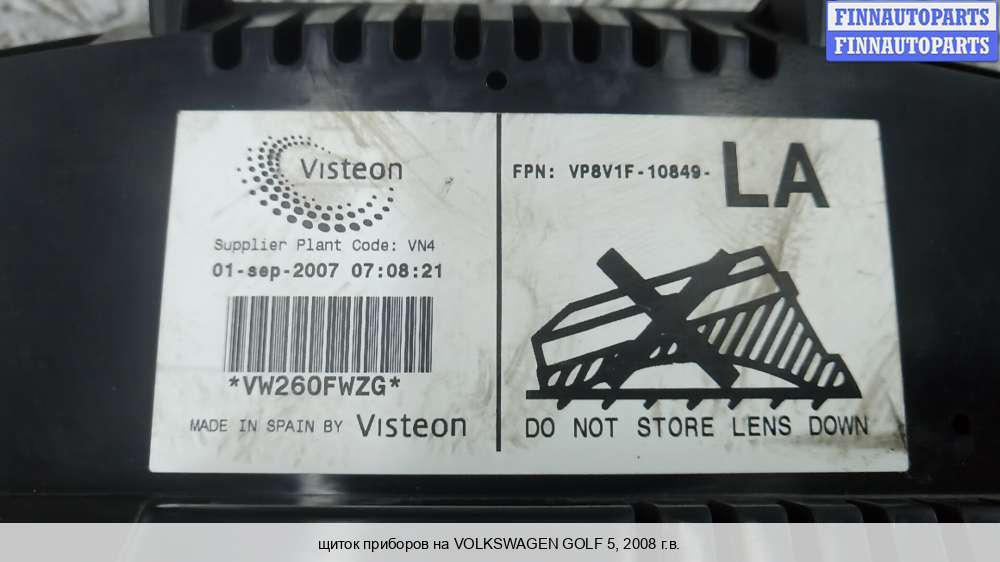 FINNAUTOPARTS
FINNAUTOPARTS
Visteon
Supplier Plant Code: VN4
01-sep-2007 07:08:21
*VW260FWZG*
MADE IN SPAIN BY Visteon
FPN: VP8V1F-10849- LA
DO NOT STORE LENS DOWN
щиток приборов на VOLKSWAGEN GOLF 5, 2008 г.в.